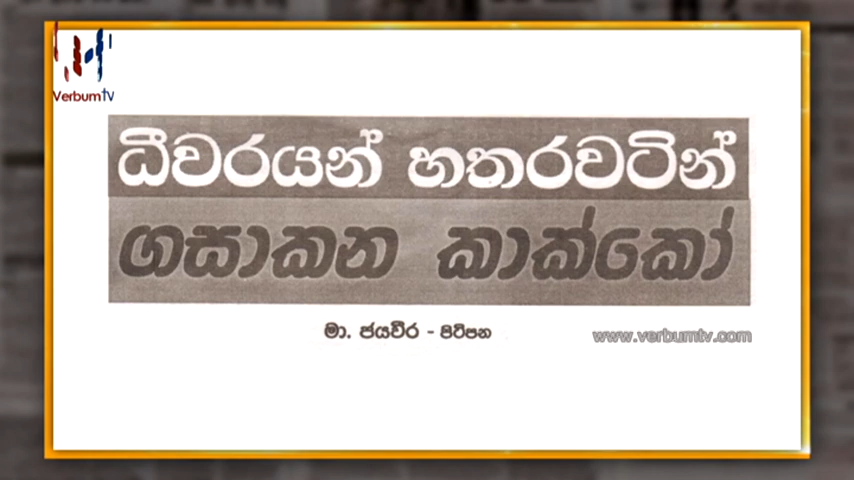 Verbumtv
ධීවරයන් හතරවටින්
ගසාකන කාක්කෝ
මා. ජයවීර - පිටිපන
www.verbumtv.com